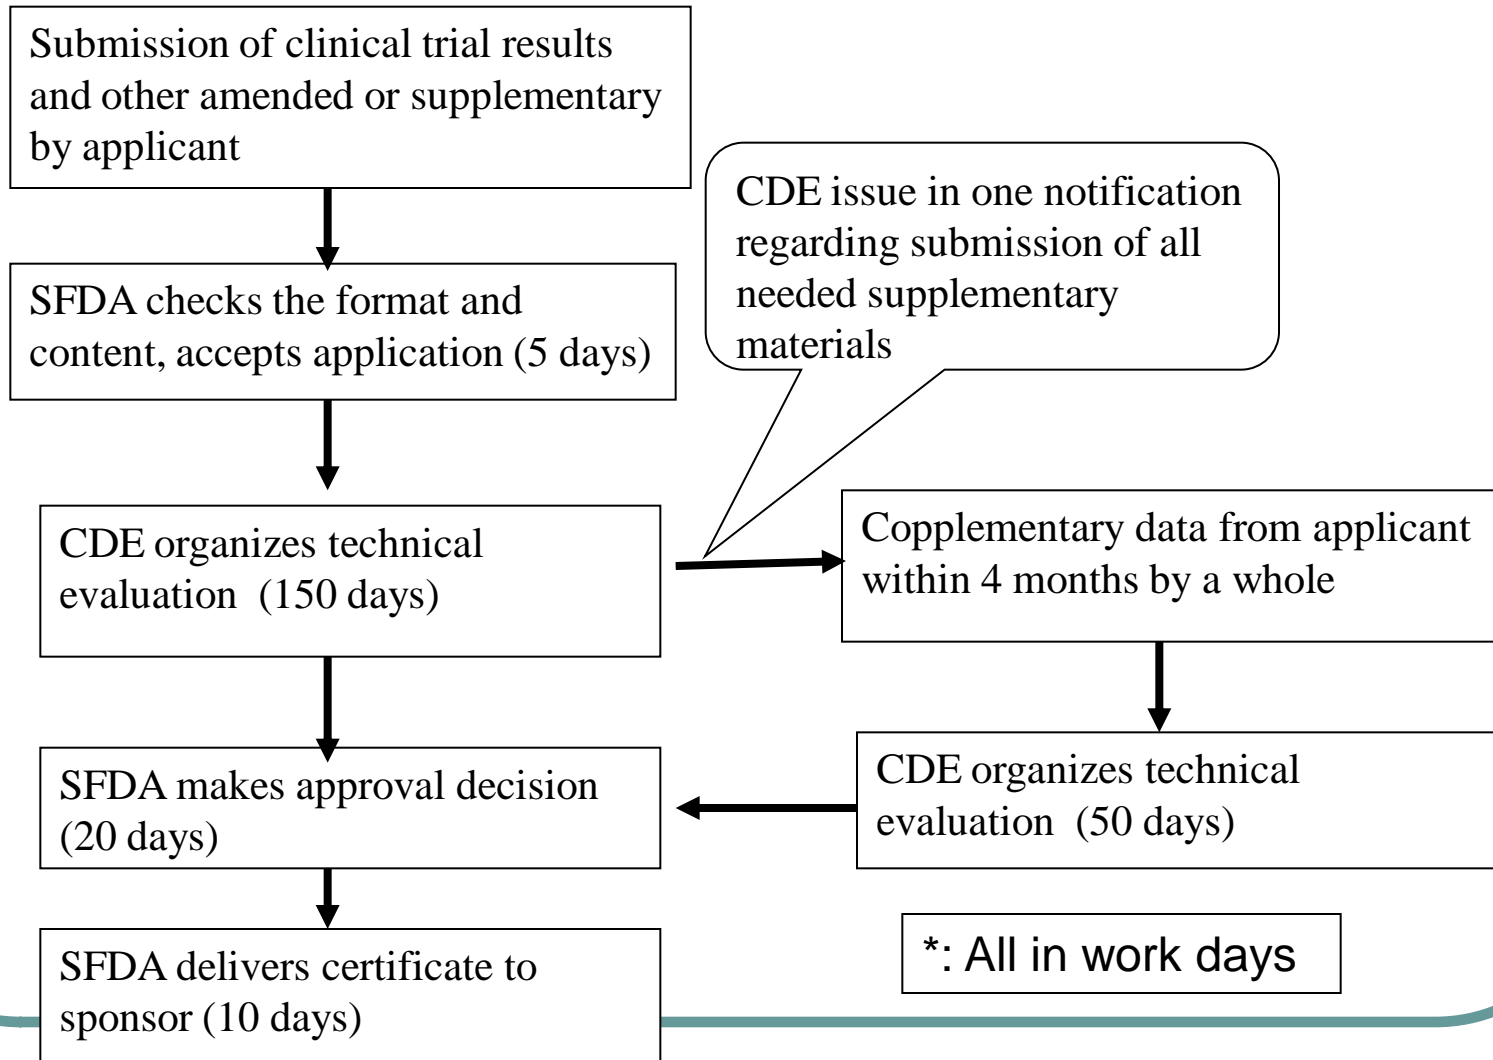 Submission of clinical trial results
and other amended or supplementary
by applicant
CDE issue in one notification
regarding submission of all
needed supplementary
materials
SFDA checks the format and
content, accepts application (5 days)
CDE organizes technical
evaluation (150 days)
Copplementary data from applicant
within 4 months by a whole
SFDA makes approval decision
(20 days)
CDE organizes technical
evaluation (50 days)
SFDA delivers certificate to
sponsor (10 days)
*: All in work days